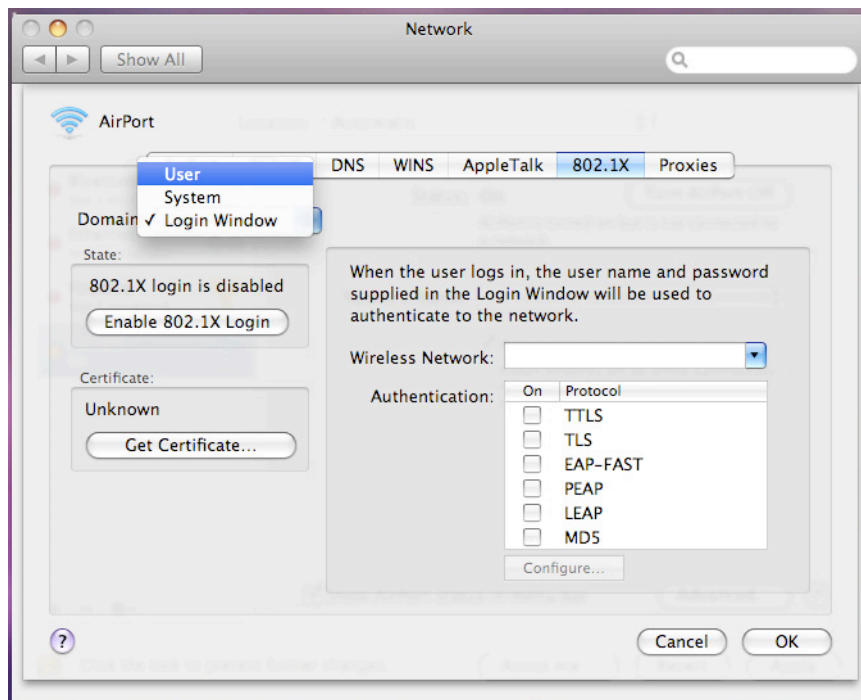 Network
Show All
AirPort
DNS WINS AppleTalk 802.1X Proxies
User
System
Domain ✓ Login Window
State:
802.1X login is disabled
Enable 802.1X Login
Certificate:
Unknown
Get Certificate...
When the user logs in, the user name and password
supplied in the Login Window will be used to
authenticate to the network.
Wireless Network:
Authentication:
On Protocol
TTLS
TLS
EAP-FAST
PEAP
LEAP
MD5
Configure...
?
Cancel OK